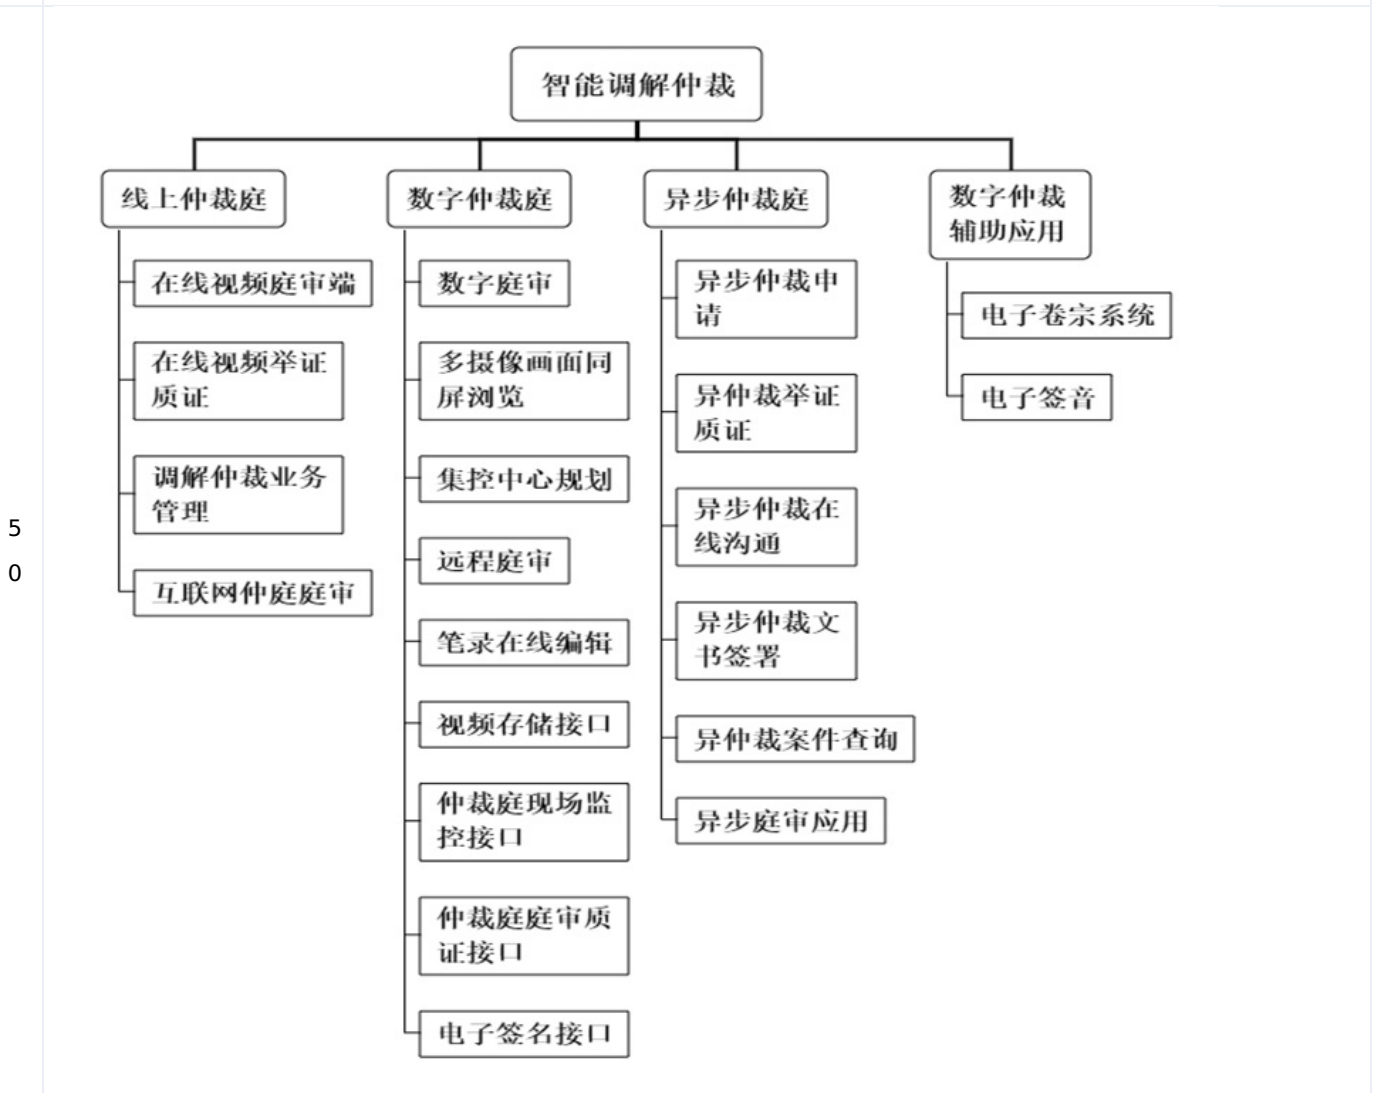 智能调解仲裁
线上仲裁庭
在线视频庭审端
在线视频举证
质证
调解仲裁业务
管理
互联网仲庭庭审
数字仲裁庭
数字庭审
多摄像画面同
屏浏览
集控中心规划
远程庭审
笔录在线编辑
视频存储接口
仲裁庭现场监
控接口
仲裁庭庭审质
证接口
电子签名接口
异步仲裁庭
异步仲裁申
请
异仲裁举证
质证
异步仲裁在
线沟通
异步仲裁文
书签署
异仲裁案件查询
异步庭审应用
数字仲裁
辅助应用
电子卷宗系统
电子签音
5
0